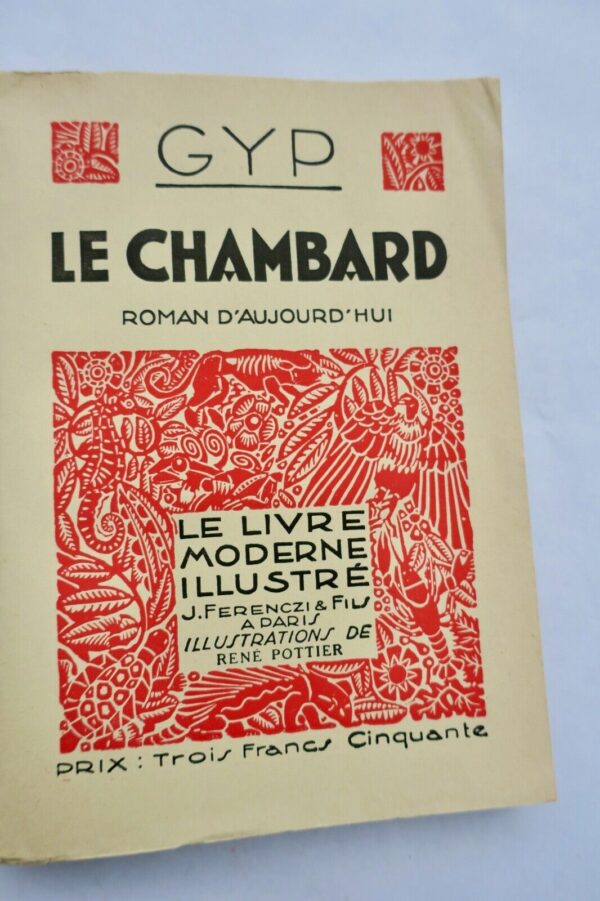 GYP
LE CHAMBARD
ROMAN D'AUJOURD'HUI
LE LIVRE
MODERNE
ILLUSTRÉ
J. FERENCZI & FILS
A PARIS
ILLUSTRATIONS DE
RENÉ POTTIER
PRIX : Trois Francs Cinquante